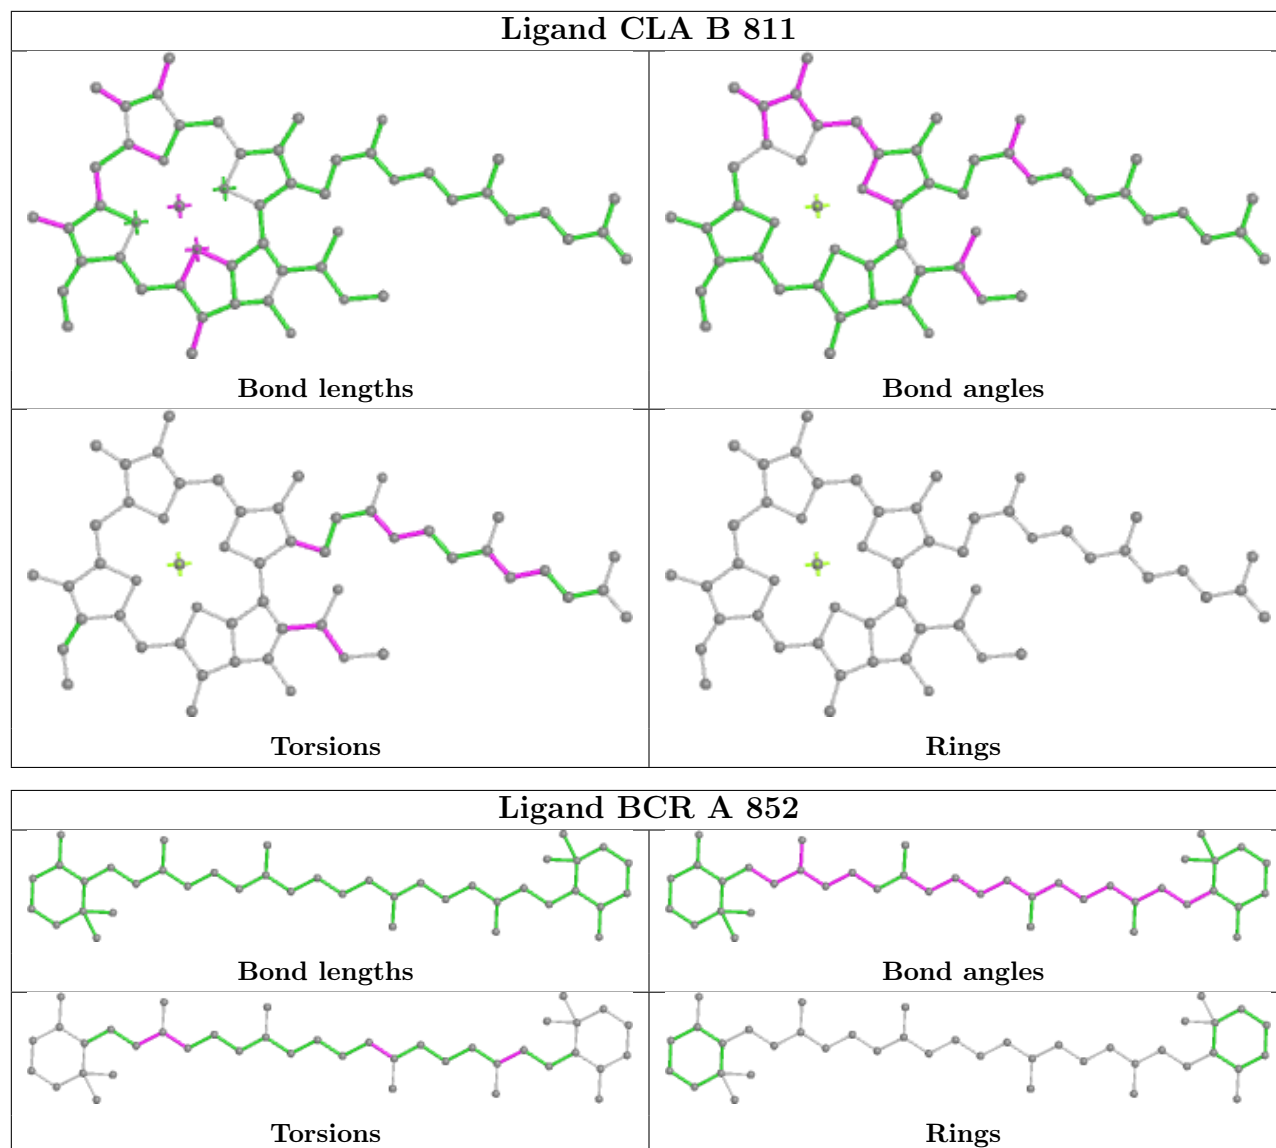 Ligand CLA B 811
Bond lengths
Bond angles
Torsions
Rings
Ligand BCR A 852
Bond lengths
Bond angles
Torsions
Rings